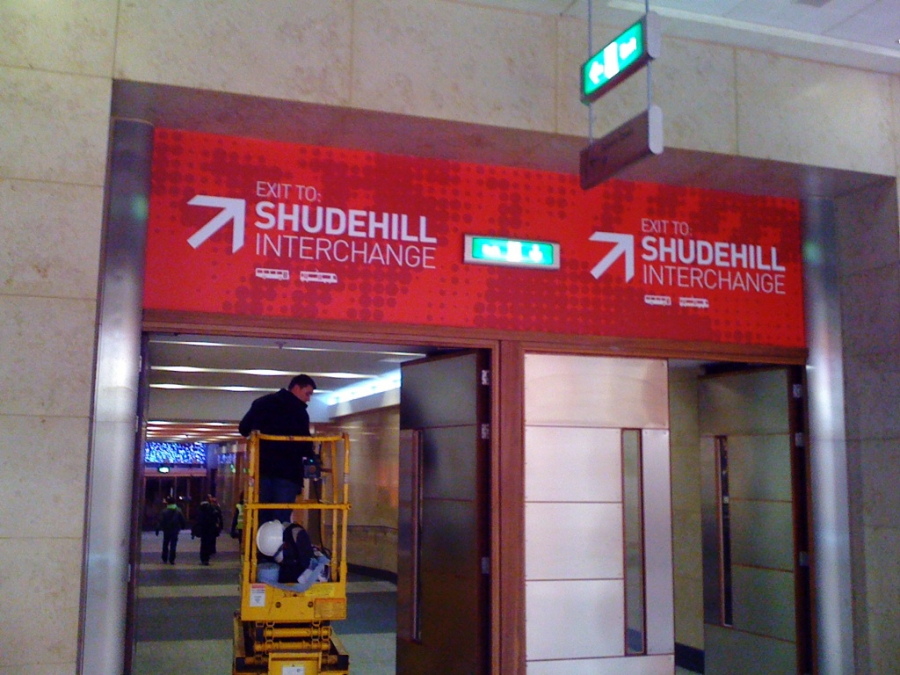 EXIT TO:
SHUDEHILL
INTERCHANGE
EXIT TO:
SHUDEHILL
INTERCHANGE